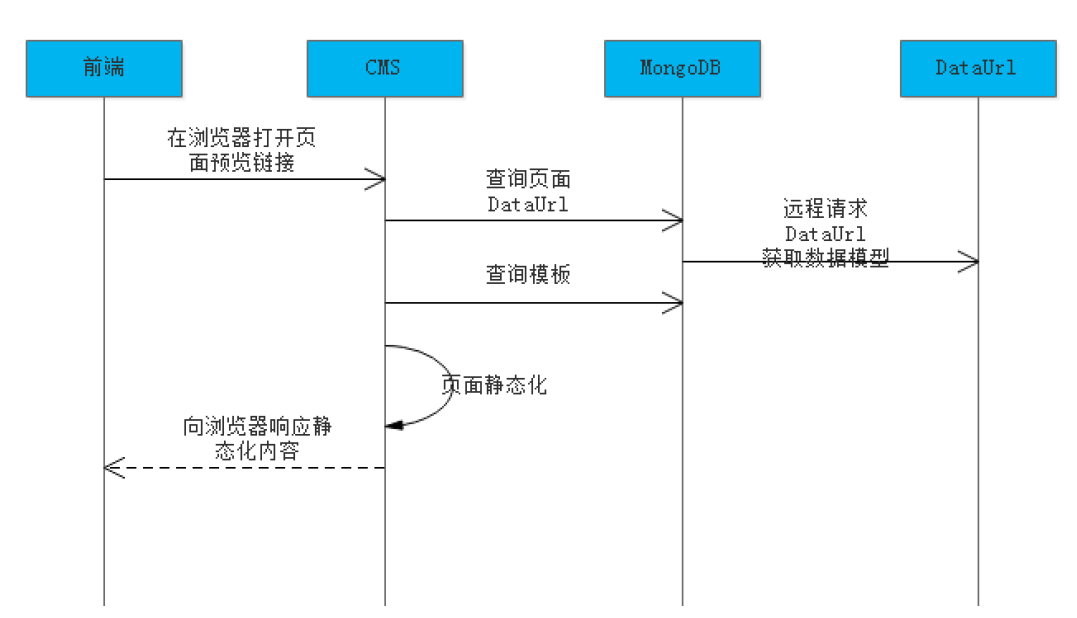 前端
CMS
MongoDB
DataUrl
在浏览器打开页
面预览链接
查询页面
DataUrl
远程请求
DataUrl
获取数据模型
查询模板
页面静态化
向浏览器响应静
态化内容